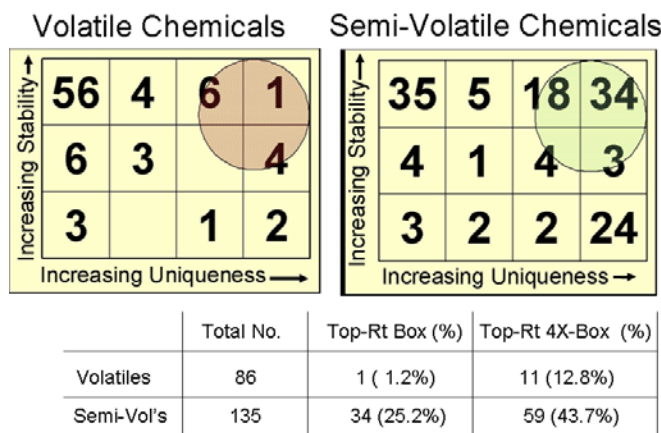 Volatile Chemicals
Increasing Stability
56 4 6 1
6 3 4
3 1 2
Increasing Uniqueness
Semi-Volatile Chemicals
Increasing Stability
35 5 18 34
4 1 4 3
3 2 2 24
Increasing Uniqueness
Total No. Top-Rt Box (%) Top-Rt 4X-Box (%)
Volatiles 86 1 ( 1.2%) 11 (12.8%)
Semi-Vol's 135 34 (25.2%) 59 (43.7%)